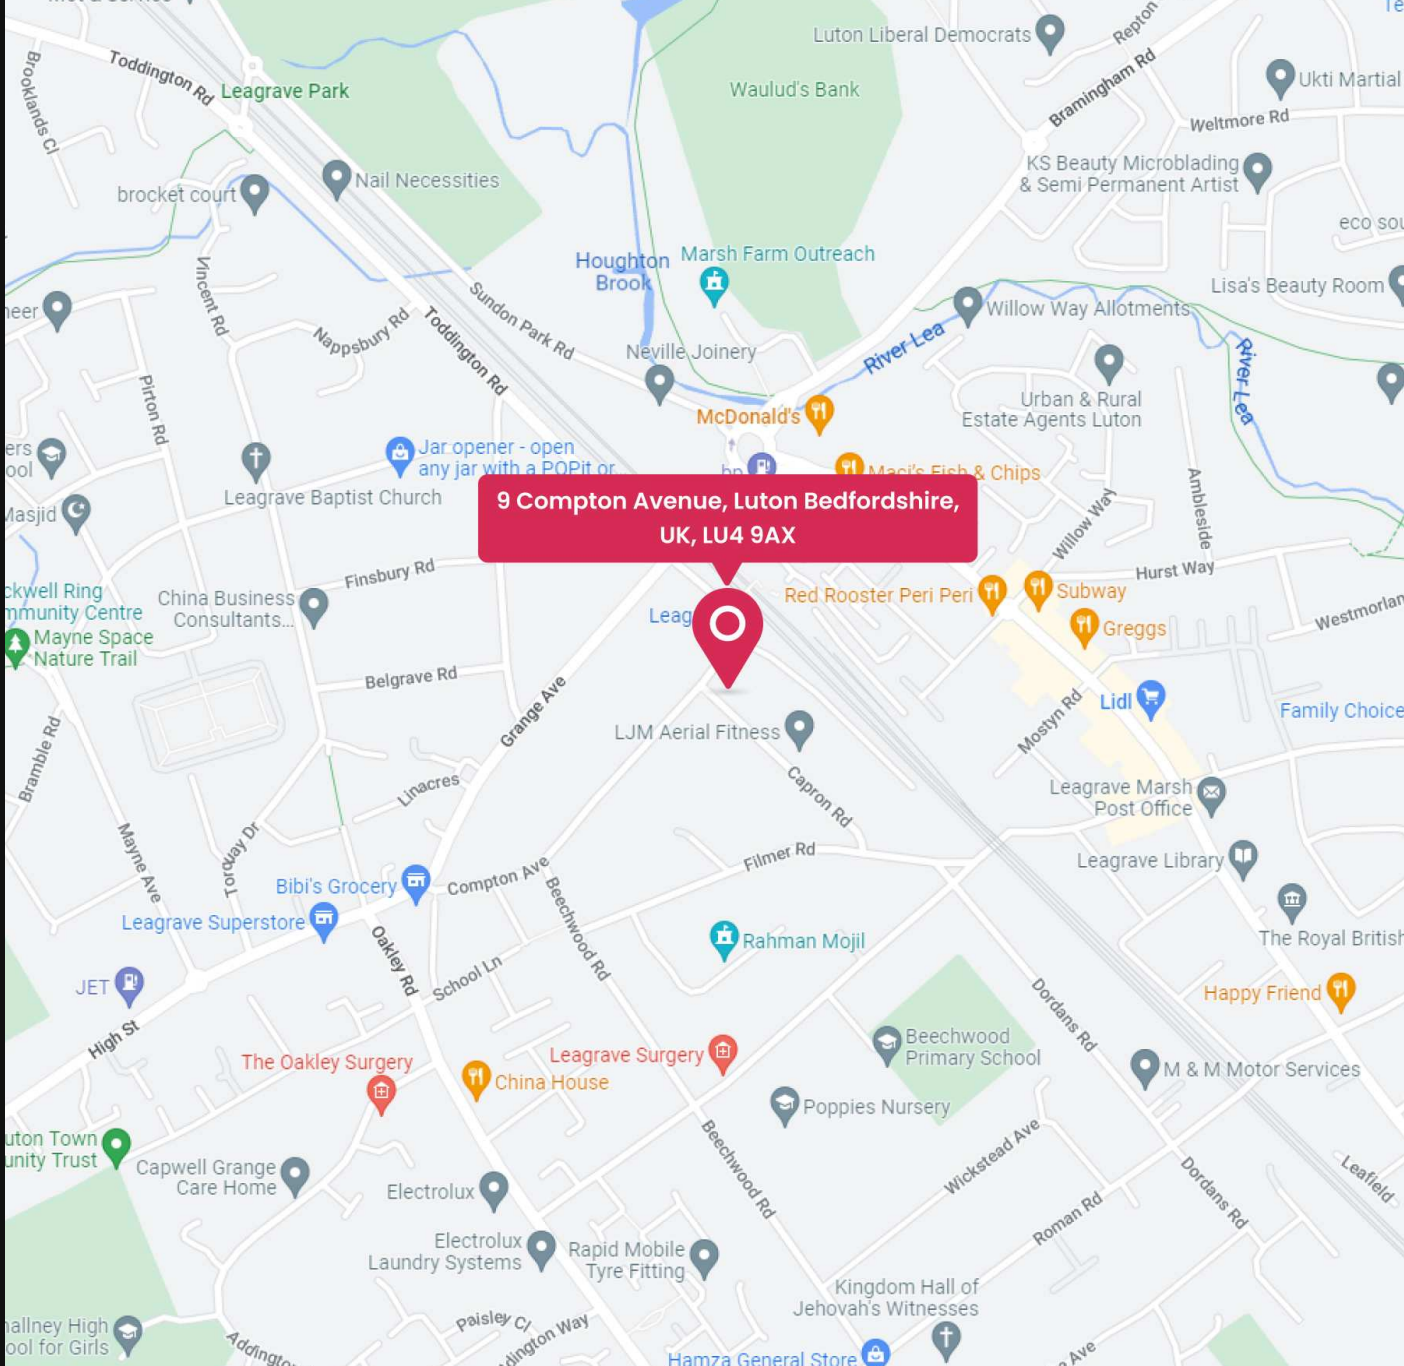 Toddington Rd
Brooklands Cl
Leagrave Park
Waulud's Bank
Luton Liberal Democrats
Repton
Bramingham Rd
Ukti Martial
Weltmore Rd
KS Beauty Microblading
& Semi Permanent Artist
brocket court
Nail Necessities
eco sou
Houghton
Brook
Marsh Farm Outreach
Lisa's Beauty Room
Vincent Rd
Nappsbury Rd
Toddington Rd
Sundon Park Rd
Willow Way Allotments
River Lea
River Lea
Neville Joinery
Pirton Rd
McDonald's
Urban & Rural
Estate Agents Luton
Jar opener - open
any jar with a POPit or
bp
Maci's Fish & Chips
ers
ool
Leagrave Baptist Church
9 Compton Avenue, Luton Bedfordshire,
UK, LU4 9AX
Masjid
Willow Way
Ambleside
Finsbury Rd
Hurst Way
ckwell Ring
mmunity Centre
China Business
Consultants...
Red Rooster Peri Peri
Subway
Westmorlan
Leag
Greggs
Mayne Space
Nature Trail
Belgrave Rd
Grange Ave
Lidl
Family Choice
Mostyn Rd
LJM Aerial Fitness
Bramble Rd
Linacres
Capron Rd
Leagrave Marsh
Post Office
Mayne Ave
Toroway Dr
Filmer Rd
Leagrave Library
Bibi's Grocery
Compton Ave
Leagrave Superstore
Beechwood Rd
Oakley Rd
Rahman Mojil
The Royal British
School Ln
JET
Happy Friend
High St
Dordans Rd
Beechwood
Primary School
The Oakley Surgery
Leagrave Surgery
China House
M & M Motor Services
Poppies Nursery
uton Town
unity Trust
Capwell Grange
Care Home
Beechwood Rd
Wickstead Ave
Leafield
Electrolux
Dordans Rd
Roman Rd
Electrolux
Laundry Systems
Rapid Mobile
Tyre Fitting
Kingdom Hall of
Jehovah's Witnesses
Paisley Cl
dington Way
hallney High
ool for Girls
Addingto
Hamza General Store
Ave